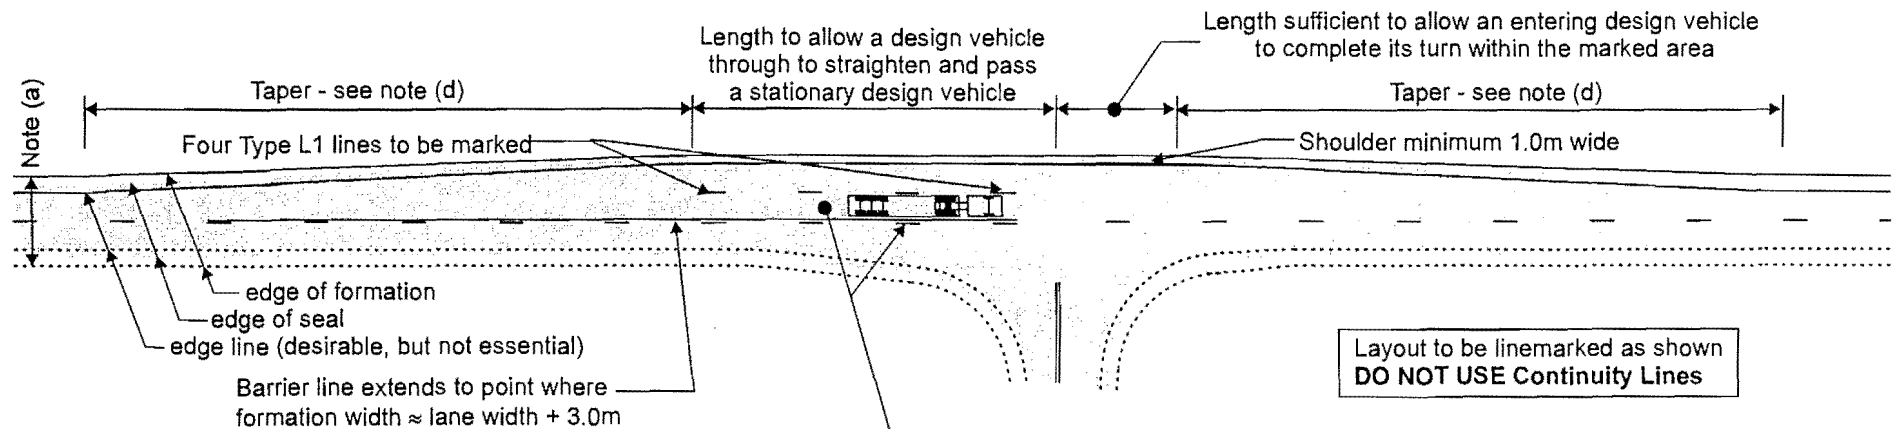 Length sufficient to allow an entering design vehicle
to complete its turn within the marked area
Length to allow a design vehicle
through to straighten and pass
a stationary design vehicle
Note (a)
Taper - see note (d)
Taper - see note (d)
Four Type L1 lines to be marked
Shoulder minimum 1.0m wide
edge of formation
edge of seal
edge line (desirable, but not essential)
Barrier line extends to point where
formation width ≈ lane width + 3.0m
Layout to be linemarked as shown
DO NOT USE Continuity Lines